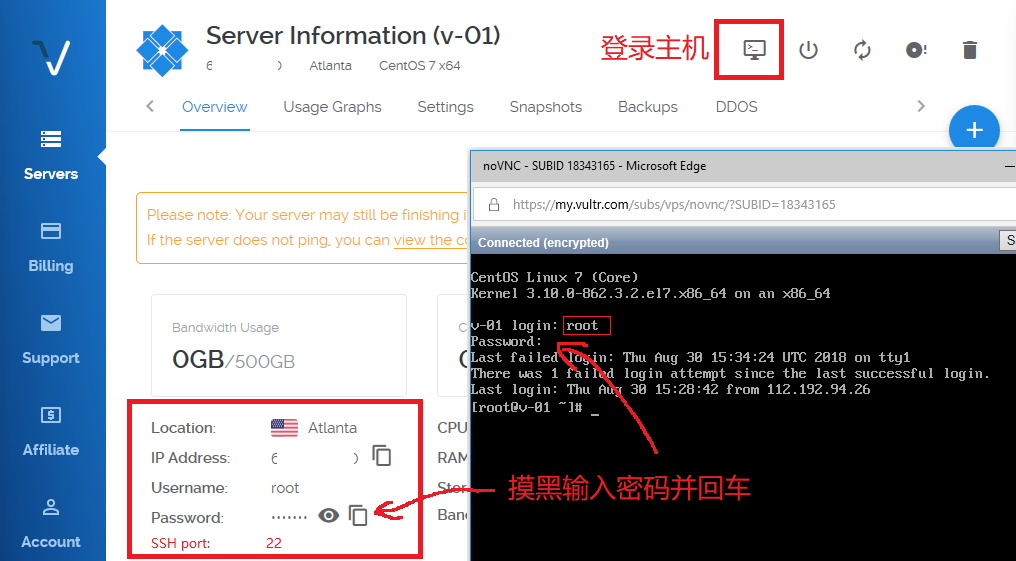 Server Information (v-01)
登录主机
6 Atlanta CentOS 7 x64
Overview Usage Graphs Settings Snapshots Backups DDOS
Servers
Billing
Support
Affiliate
Account
Please note: Your server may still be finishing
If the server does not ping, you can view the
Bandwidth Usage
0GB/500GB
Location: Atlanta
IP Address: 6
Username: root
Password: ·······
SSH port: 22
CPU
RAM
Stor
Band
noVNC - SUBID 18343165 - Microsoft Edge
https://my.vultr.com/subs/vps/novnc/?SUBID=18343165
Connected (encrypted)
S
CentOS Linux 7 (Core)
Kernel 3.10.0-862.3.2.el7.x86_64 on an x86_64
v-01 login: root
Password:
Last failed login: Thu Aug 30 15:34:24 UTC 2018 on tty1
There was 1 failed login attempt since the last successful login.
Last login: Thu Aug 30 15:28:42 from 112.192.94.26
[root@v-01 ~]# _
摸黑输入密码并回车